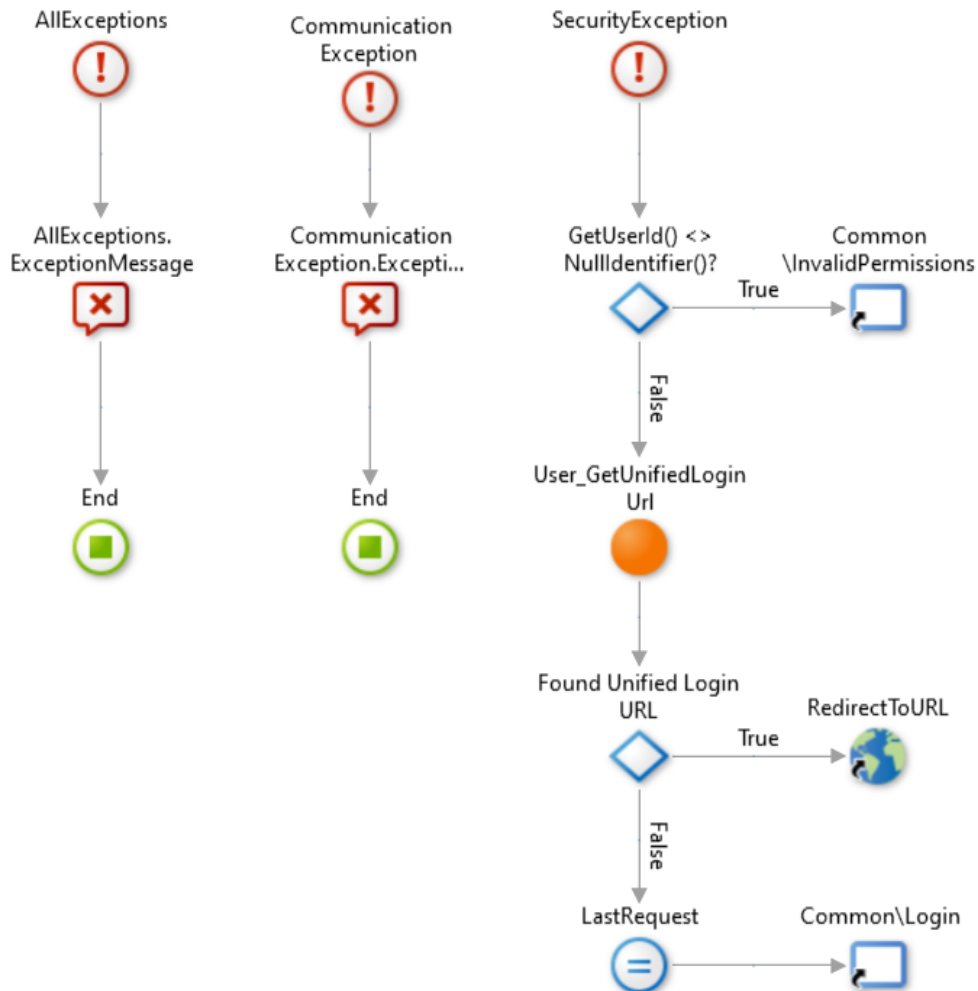 AllExceptions
Communication
Exception
SecurityException
AllExceptions.
ExceptionMessage
Communication
Exception.Excepti...
GetUserId() <>
NullIdentifier()?
Common
\InvalidPermissions
True
False
End
End
User_GetUnifiedLogin
Url
Found Unified Login
URL
RedirectToURL
True
False
LastRequest
Common\Login